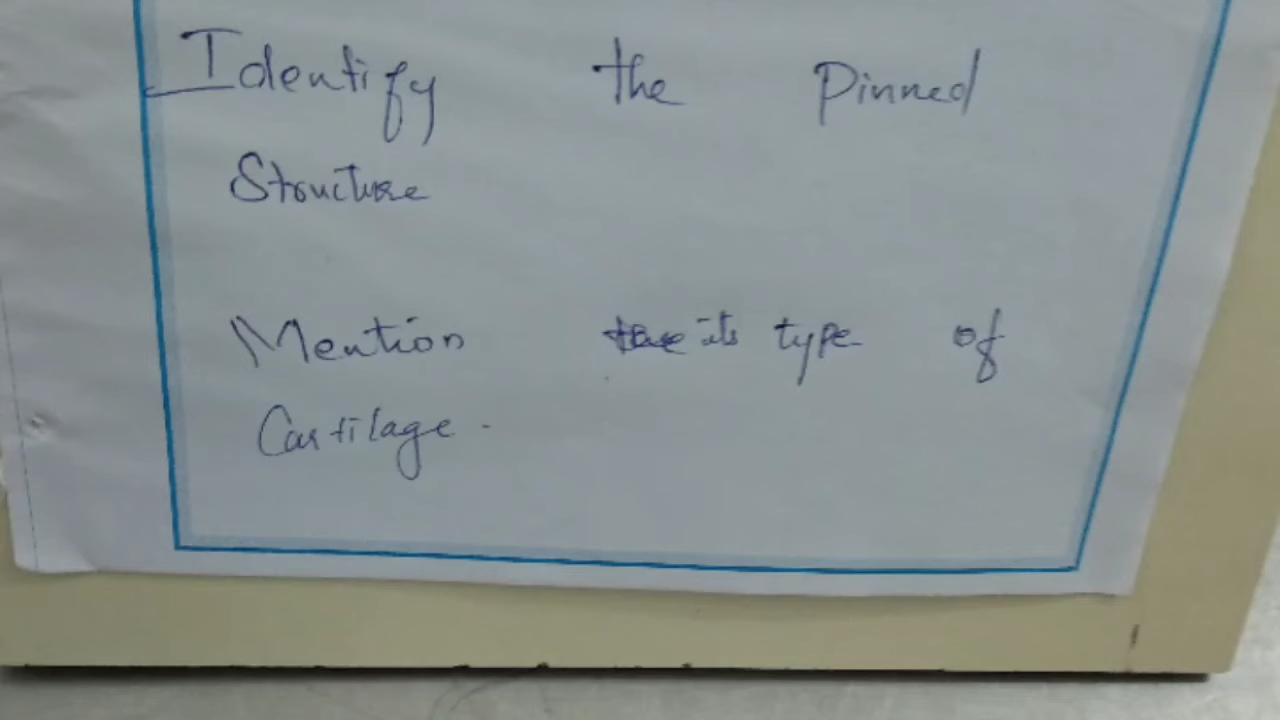 Identify the Pinned
Structure
Mention its type of
Cartilage.